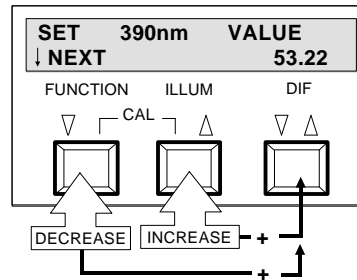 SET 390nm VALUE
↓ NEXT 53.22
FUNCTION ILLUM DIF
CAL
DECREASE INCREASE +
+